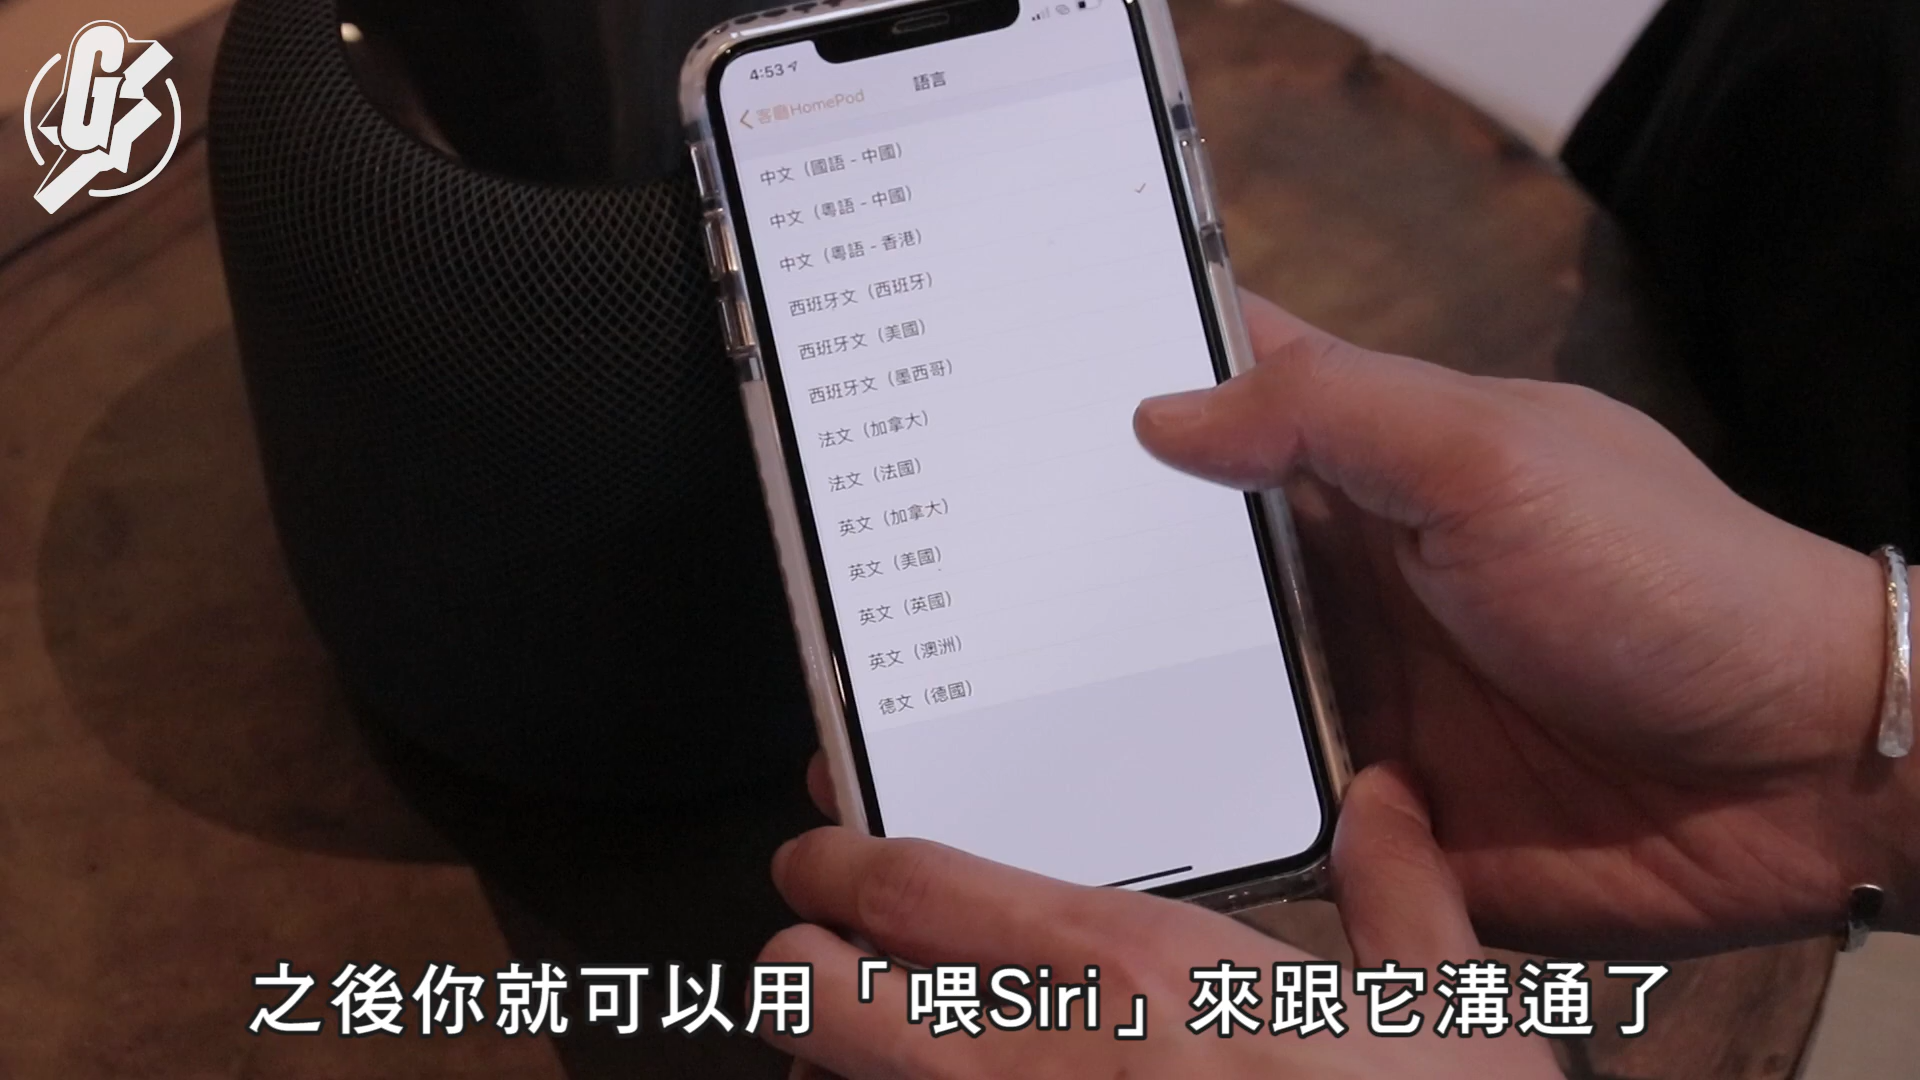 G
4:53
客廳HomePod
語言
中文（國語 - 中國）
中文（粵語 - 中國）
中文（粵語 - 香港）
西班牙文（西班牙）
西班牙文（美國）
西班牙文（墨西哥）
法文（加拿大）
法文（法國）
英文（加拿大）
英文（美國）
英文（英國）
英文（澳洲）
德文（德國）
之後你就可以用「喂Siri」來跟它溝通了